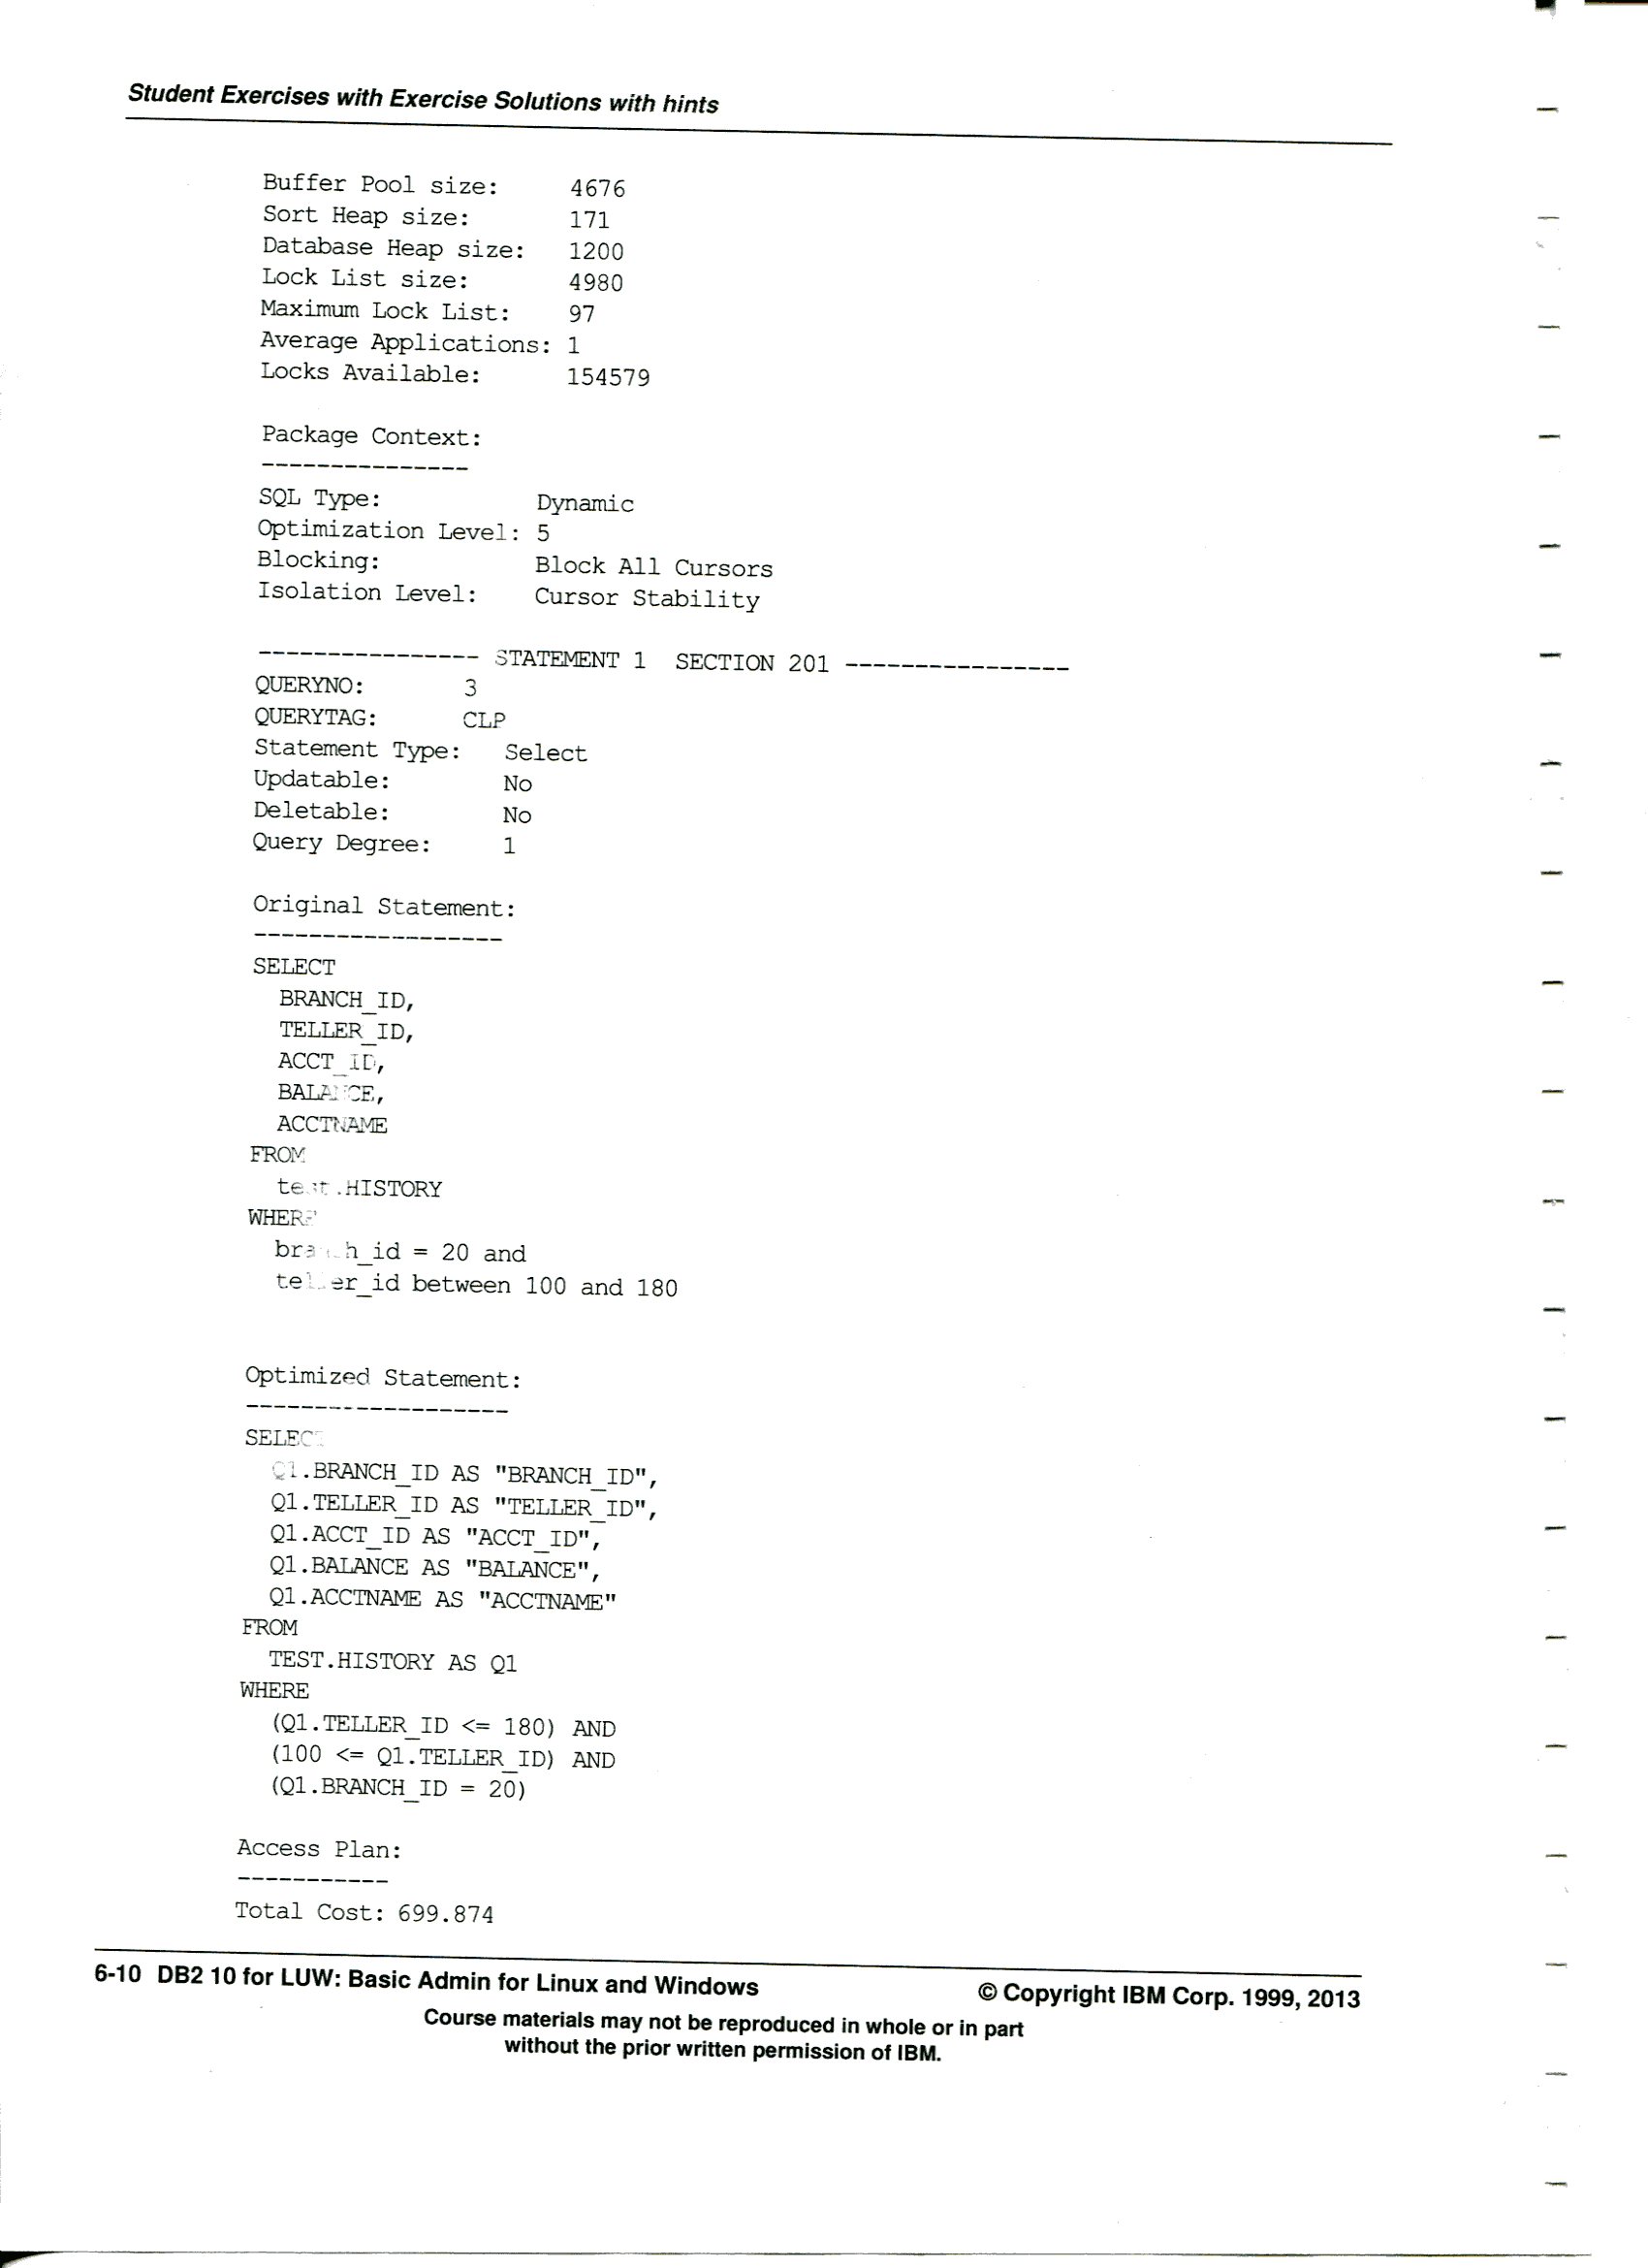 Student Exercises with Exercise Solutions with hints
Buffer Pool size: 4676
Sort Heap size: 171
Database Heap size: 1200
Lock List size: 4980
Maximum Lock List: 97
Average Applications: 1
Locks Available: 154579
Package Context:
---------------
SQL Type: Dynamic
Optimization Level: 5
Blocking: Block All Cursors
Isolation Level: Cursor Stability
---------------- STATEMENT 1 SECTION 201 ----------------
QUERYNO: 3
QUERYTAG: CLP
Statement Type: Select
Updatable: No
Deletable: No
Query Degree: 1
Original Statement:
------------------
SELECT
BRANCH_ID,
TELLER_ID,
ACCT_ID,
BALANCE,
ACCTNAME
FROM
test.HISTORY
WHERE
branch_id = 20 and
teller_id between 100 and 180
Optimized Statement:
-------------------
SELECT
Q1.BRANCH_ID AS "BRANCH_ID",
Q1.TELLER_ID AS "TELLER_ID",
Q1.ACCT_ID AS "ACCT_ID",
Q1.BALANCE AS "BALANCE",
Q1.ACCTNAME AS "ACCTNAME"
FROM
TEST.HISTORY AS Q1
WHERE
(Q1.TELLER_ID <= 180) AND
(100 <= Q1.TELLER_ID) AND
(Q1.BRANCH_ID = 20)
Access Plan:
-----------
Total Cost: 699.874
6-10 DB2 10 for LUW: Basic Admin for Linux and Windows © Copyright IBM Corp. 1999, 2013
Course materials may not be reproduced in whole or in part
without the prior written permission of IBM.